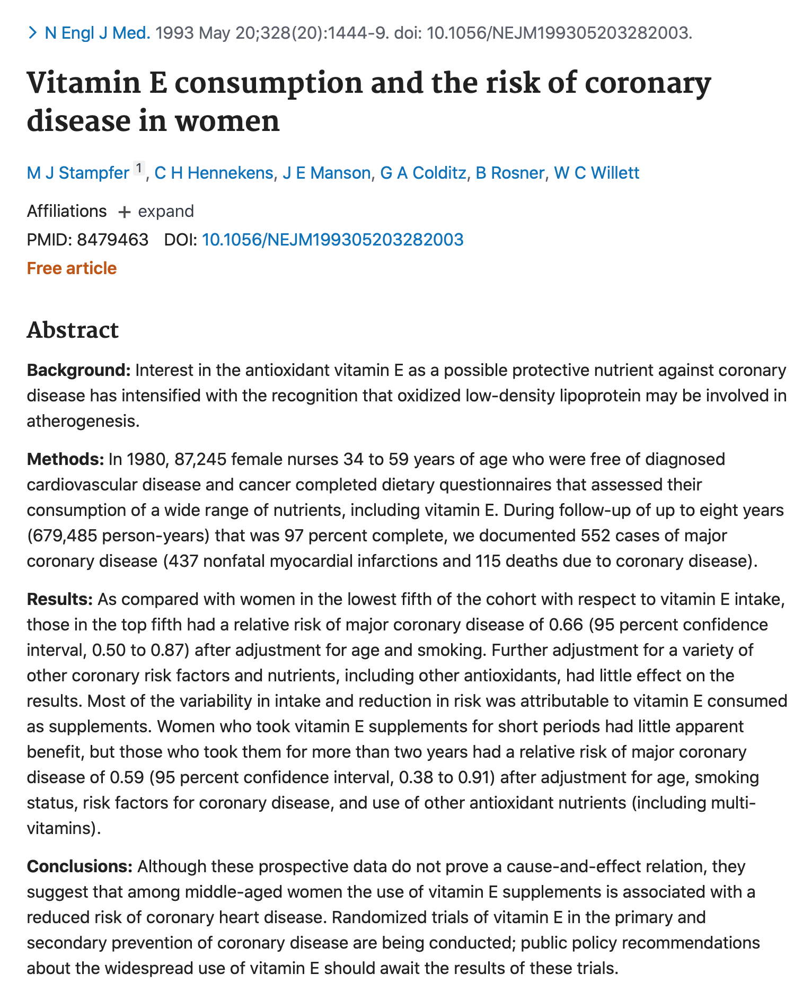 > N Engl J Med. 1993 May 20;328(20):1444-9. doi: 10.1056/NEJM199305203282003.
Vitamin E consumption and the risk of coronary
disease in women
M J Stampfer 1, C H Hennekens, J E Manson, G A Colditz, B Rosner, W C Willett
Affiliations + expand
PMID: 8479463 DOI: 10.1056/NEJM199305203282003
Free article
Abstract
Background: Interest in the antioxidant vitamin E as a possible protective nutrient against coronary
disease has intensified with the recognition that oxidized low-density lipoprotein may be involved in
atherogenesis.
Methods: In 1980, 87,245 female nurses 34 to 59 years of age who were free of diagnosed
cardiovascular disease and cancer completed dietary questionnaires that assessed their
consumption of a wide range of nutrients, including vitamin E. During follow-up of up to eight years
(679,485 person-years) that was 97 percent complete, we documented 552 cases of major
coronary disease (437 nonfatal myocardial infarctions and 115 deaths due to coronary disease).
Results: As compared with women in the lowest fifth of the cohort with respect to vitamin E intake,
those in the top fifth had a relative risk of major coronary disease of 0.66 (95 percent confidence
interval, 0.50 to 0.87) after adjustment for age and smoking. Further adjustment for a variety of
other coronary risk factors and nutrients, including other antioxidants, had little effect on the
results. Most of the variability in intake and reduction in risk was attributable to vitamin E consumed
as supplements. Women who took vitamin E supplements for short periods had little apparent
benefit, but those who took them for more than two years had a relative risk of major coronary
disease of 0.59 (95 percent confidence interval, 0.38 to 0.91) after adjustment for age, smoking
status, risk factors for coronary disease, and use of other antioxidant nutrients (including multi-
vitamins).
Conclusions: Although these prospective data do not prove a cause-and-effect relation, they
suggest that among middle-aged women the use of vitamin E supplements is associated with a
reduced risk of coronary heart disease. Randomized trials of vitamin E in the primary and
secondary prevention of coronary disease are being conducted; public policy recommendations
about the widespread use of vitamin E should await the results of these trials.